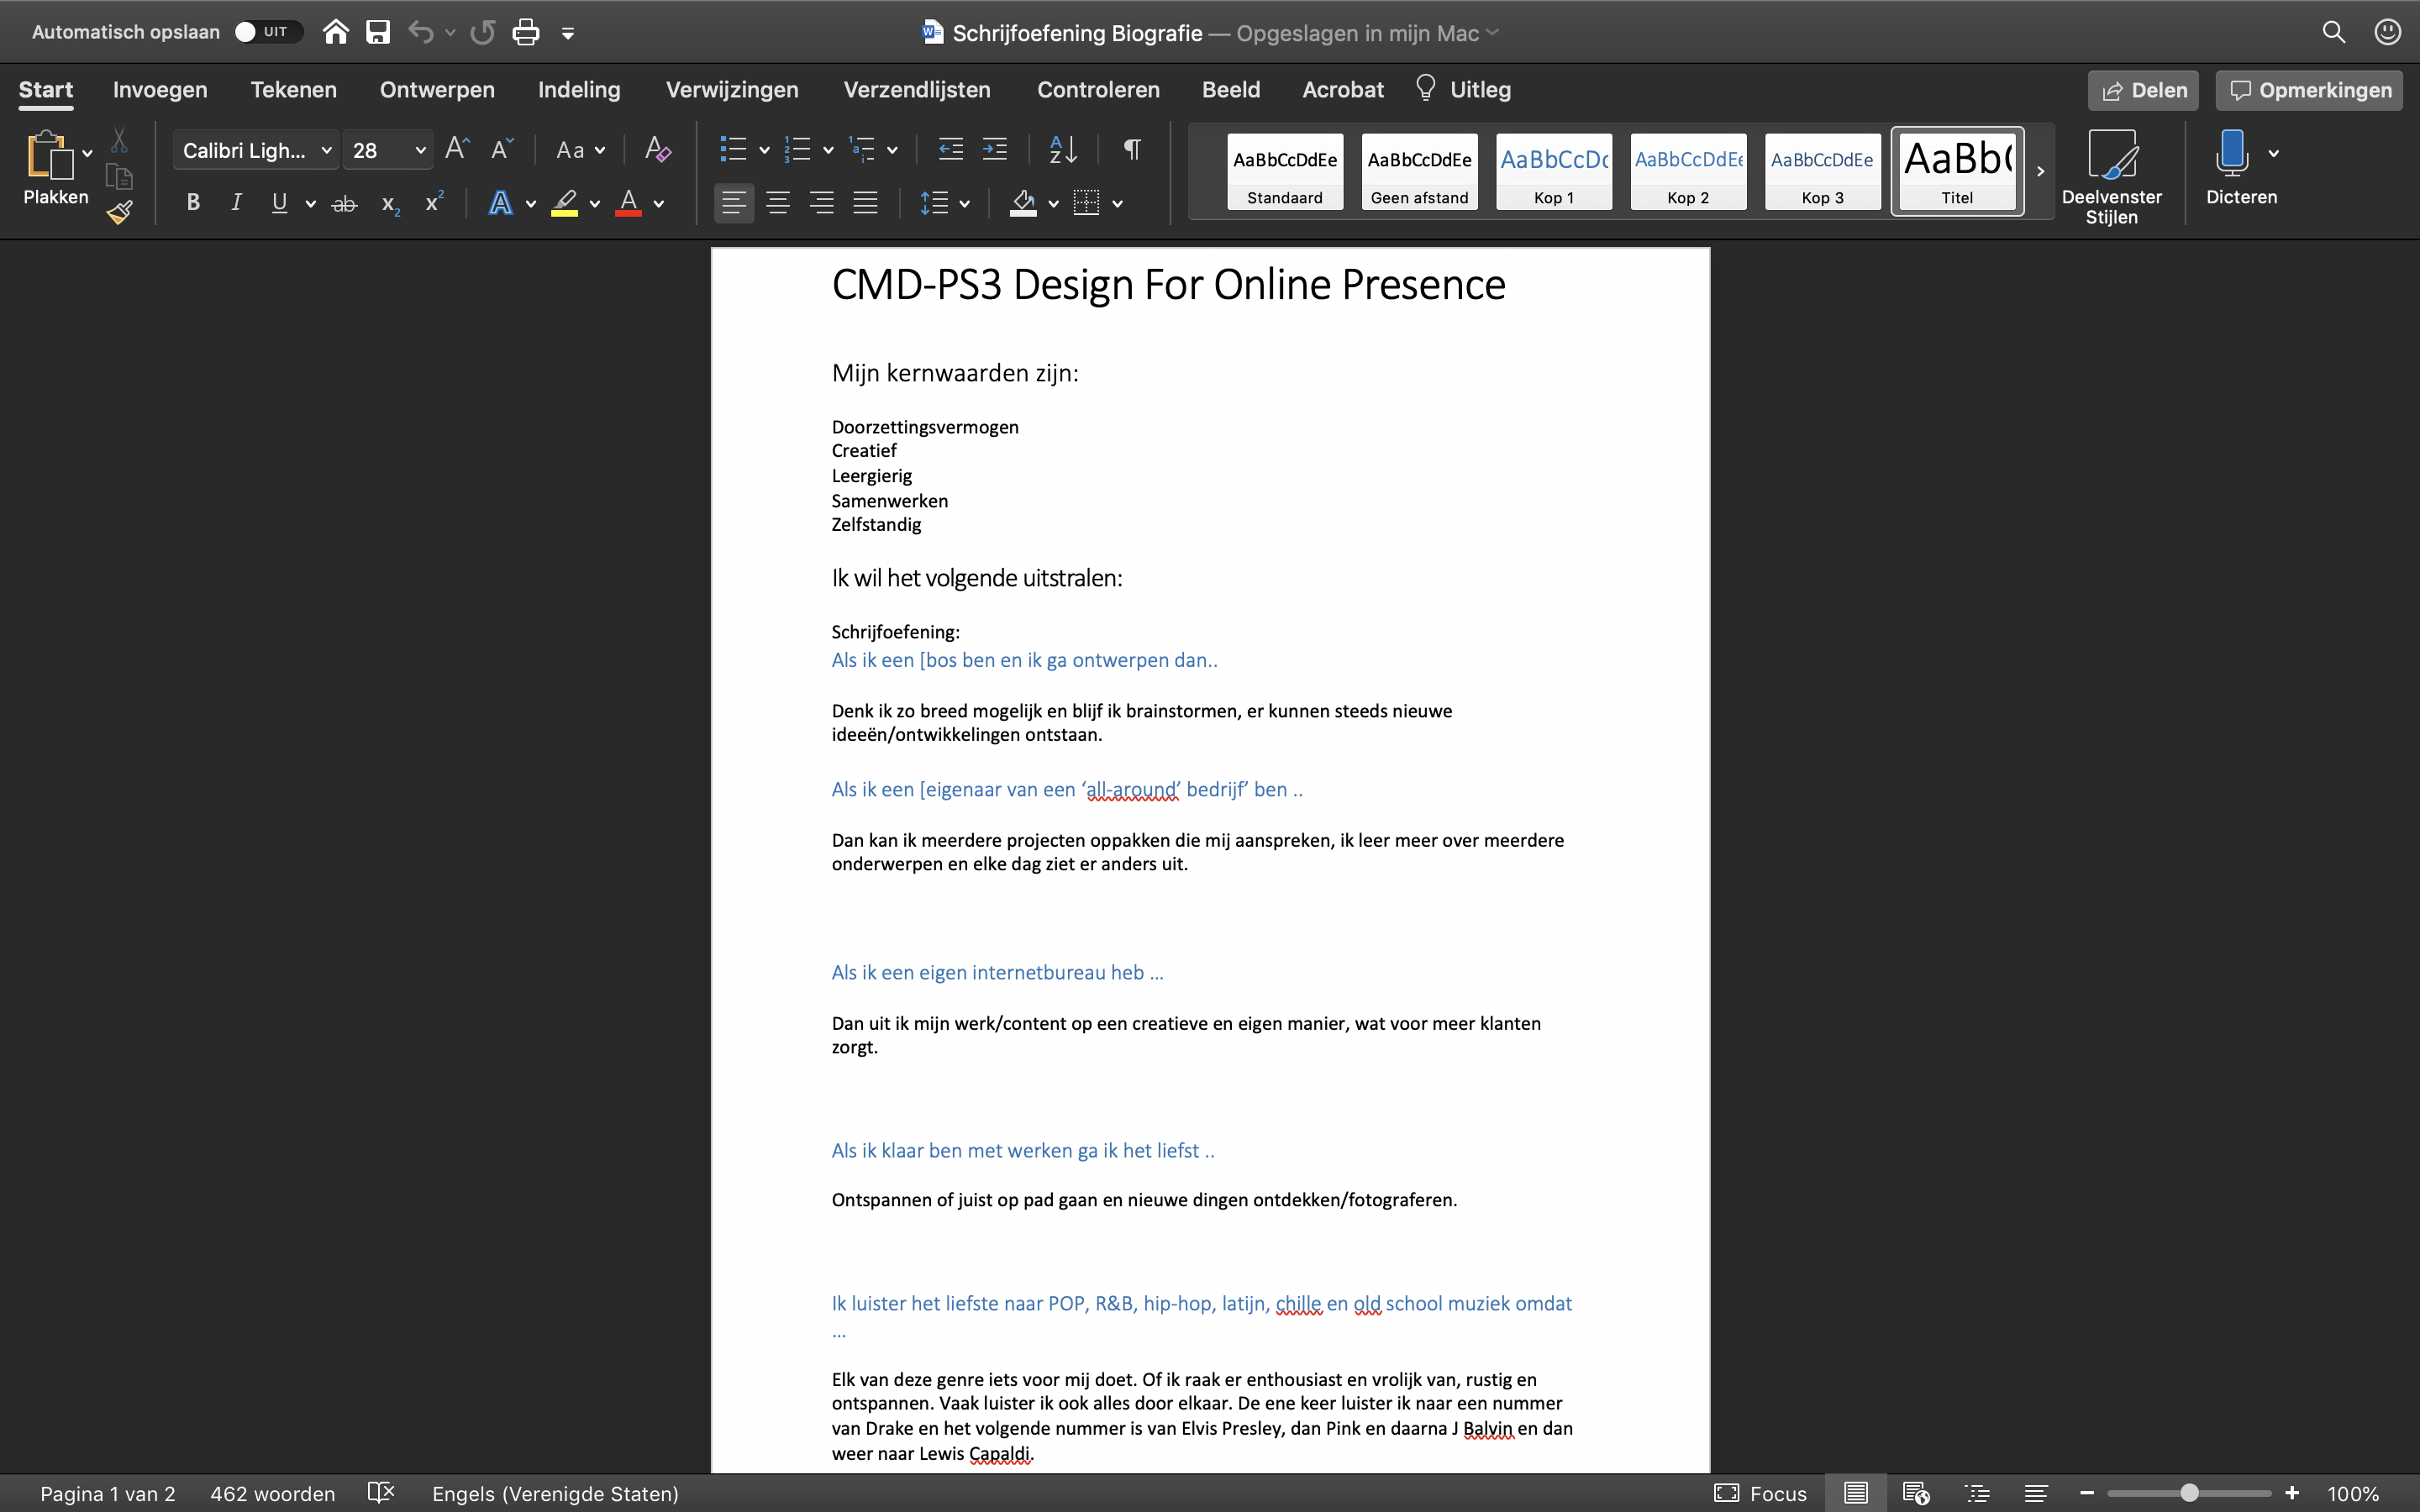 Automatisch opslaan UIT Schrijfoefening Biografie — Opgeslagen in mijn Mac
Start Invoegen Tekenen Ontwerpen Indeling Verwijzingen Verzendlijsten Controleren Beeld Acrobat Uitleg Delen Opmerkingen
Plakken
Calibri Ligh... 28
AaBbCcDdEe AaBbCcDdEe AaBbCcDc AaBbCcDdEe AaBbCcDdEe AaBb(
Standaard Geen afstand Kop 1 Kop 2 Kop 3 Titel
Deelvenster
Stijlen
Dicteren
CMD-PS3 Design For Online Presence
Mijn kernwaarden zijn:
Doorzettingsvermogen
Creatief
Leergierig
Samenwerken
Zelfstandig
Ik wil het volgende uitstralen:
Schrijfoefening:
Als ik een [bos ben en ik ga ontwerpen dan..
Denk ik zo breed mogelijk en blijf ik brainstormen, er kunnen steeds nieuwe
ideeën/ontwikkelingen ontstaan.
Als ik een [eigenaar van een ‘all-around’ bedrijf’ ben ..
Dan kan ik meerdere projecten oppakken die mij aanspreken, ik leer meer over meerdere
onderwerpen en elke dag ziet er anders uit.
Als ik een eigen internetbureau heb ...
Dan uit ik mijn werk/content op een creatieve en eigen manier, wat voor meer klanten
zorgt.
Als ik klaar ben met werken ga ik het liefst ..
Ontspannen of juist op pad gaan en nieuwe dingen ontdekken/fotograferen.
Ik luister het liefste naar POP, R&B, hip-hop, latijn, chille en old school muziek omdat
...
Elk van deze genre iets voor mij doet. Of ik raak er enthousiast en vrolijk van, rustig en
ontspannen. Vaak luister ik ook alles door elkaar. De ene keer luister ik naar een nummer
van Drake en het volgende nummer is van Elvis Presley, dan Pink en daarna J Balvin en dan
weer naar Lewis Capaldi.
Pagina 1 van 2 462 woorden Engels (Verenigde Staten) Focus 100%